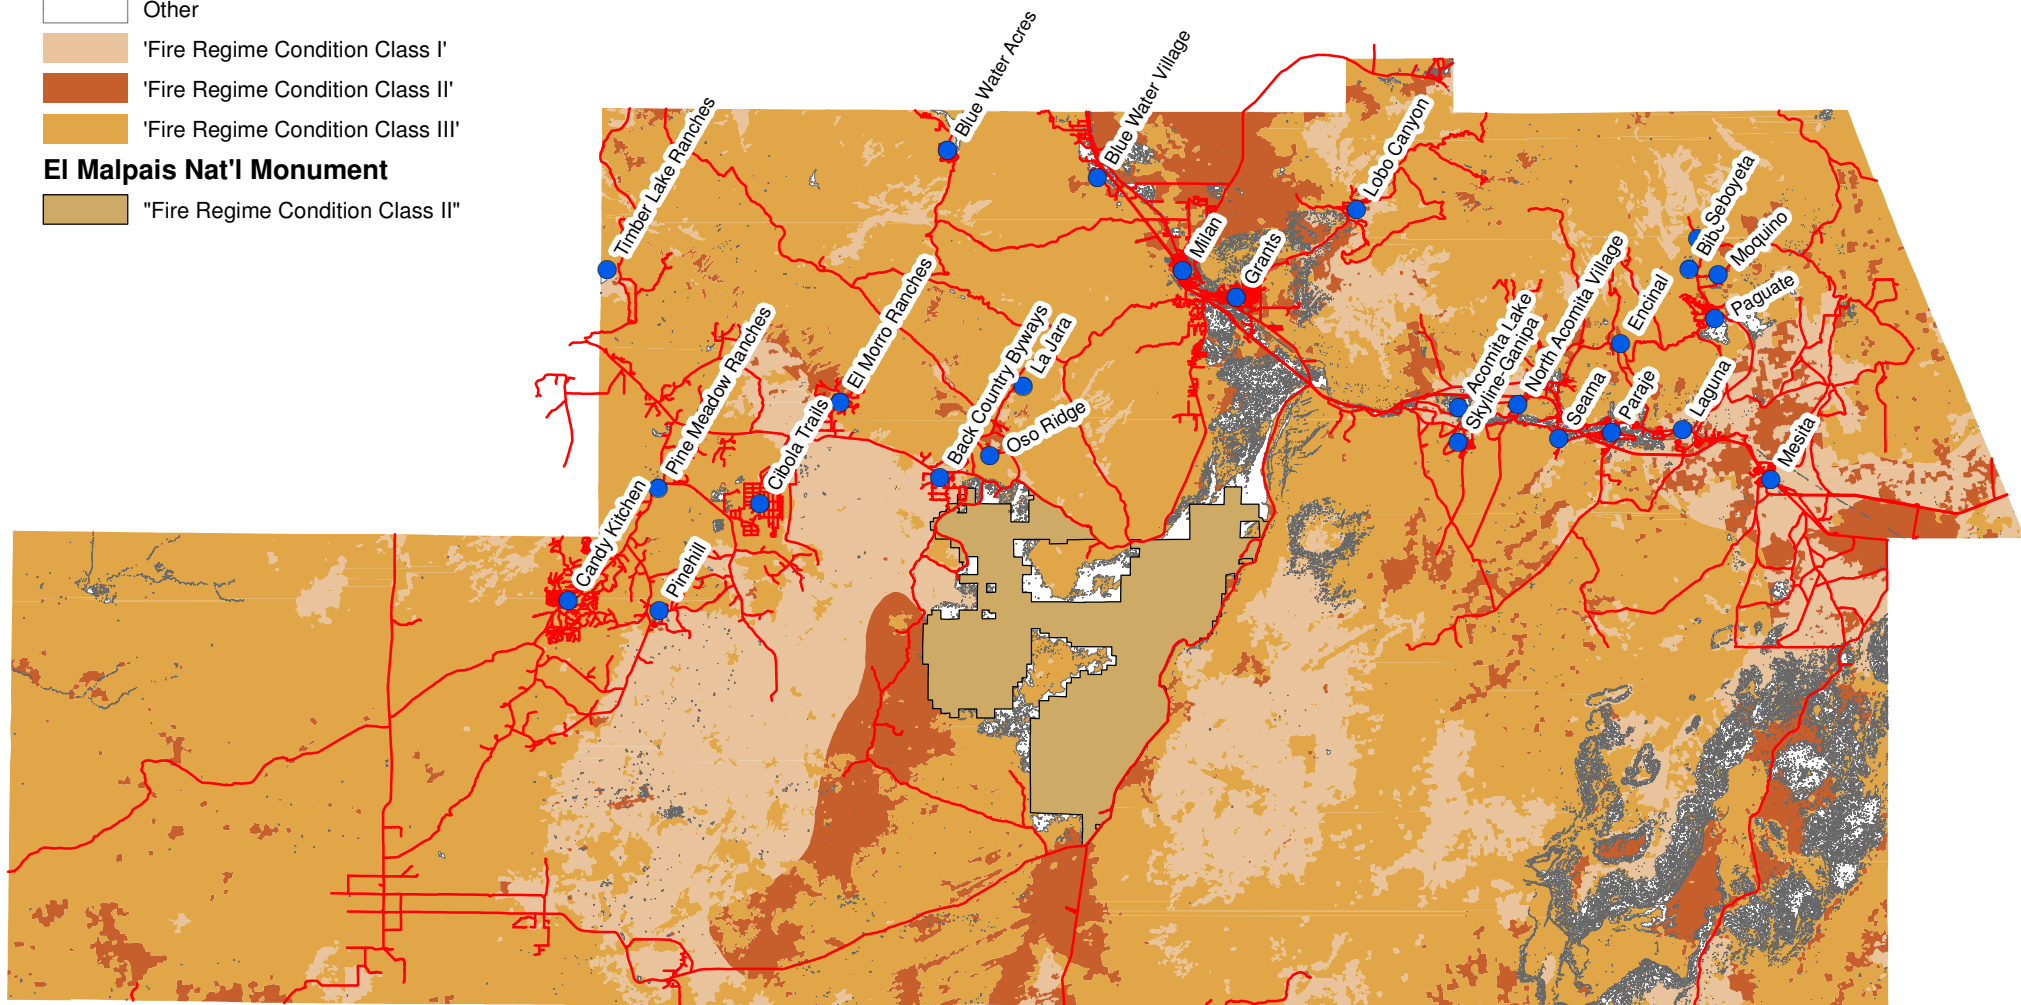 Other
'Fire Regime Condition Class I'
'Fire Regime Condition Class II'
'Fire Regime Condition Class III'
El Malpais Nat'l Monument
"Fire Regime Condition Class II"
Timber Lake Ranches
Blue Water Acres
Blue Water Village
Lobo Canyon
Milan
Grants
Seboyeta
Bibo
Moquino
Paguate
Encinal
North Acomita Village
Acomita Lake
Skyline-Ganipa
Seama
Paraje
Laguna
Mesita
El Morro Ranches
Pine Meadow Ranches
Cibola Trails
Back Country Byways
La Jara
Oso Ridge
Candy Kitchen
Pinehill